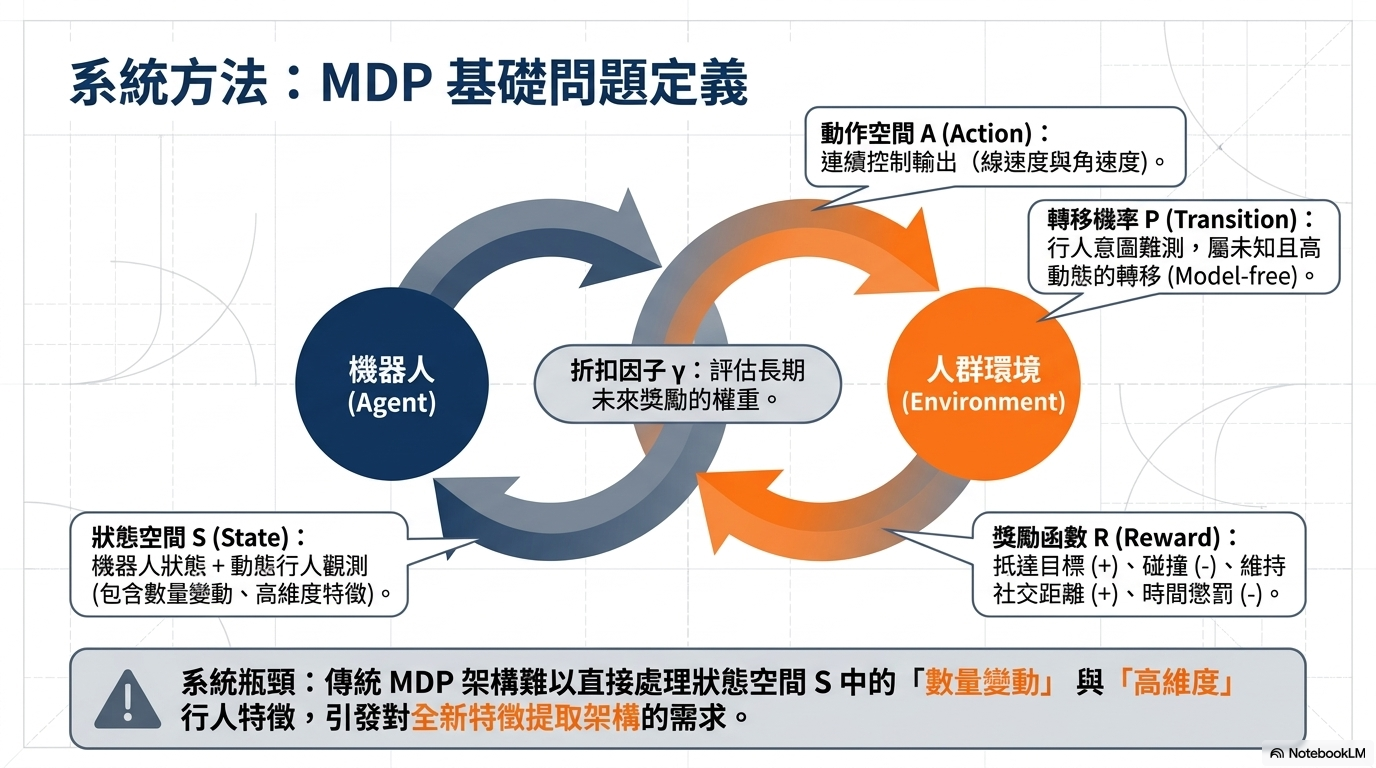 系統方法：MDP 基礎問題定義
動作空間 A (Action)：
連續控制輸出（線速度與角速度)。
轉移機率 P (Transition)：
行人意圖難測，屬未知且高
動態的轉移 (Model-free)。
機器人
(Agent)
折扣因子 γ：評估長期
未來獎勵的權重。
人群環境
(Environment)
狀態空間 S (State)：
機器人狀態 + 動態行人觀測
(包含數量變動、高維度特徵)。
獎勵函數 R (Reward)：
抵達目標 (+)、碰撞 (-)、維持
社交距離 (+)、時間懲罰 (-)。
系統瓶頸：傳統 MDP 架構難以直接處理狀態空間 S 中的「數量變動」 與「高維度」
行人特徵，引發對全新特徵提取架構的需求。
NotebookLM